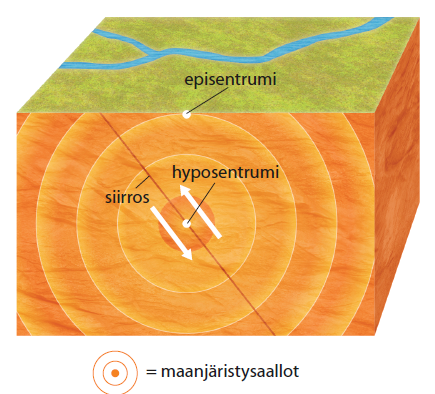 episentrumi
hyposentrumi
siirros
= maanjäristysaallot